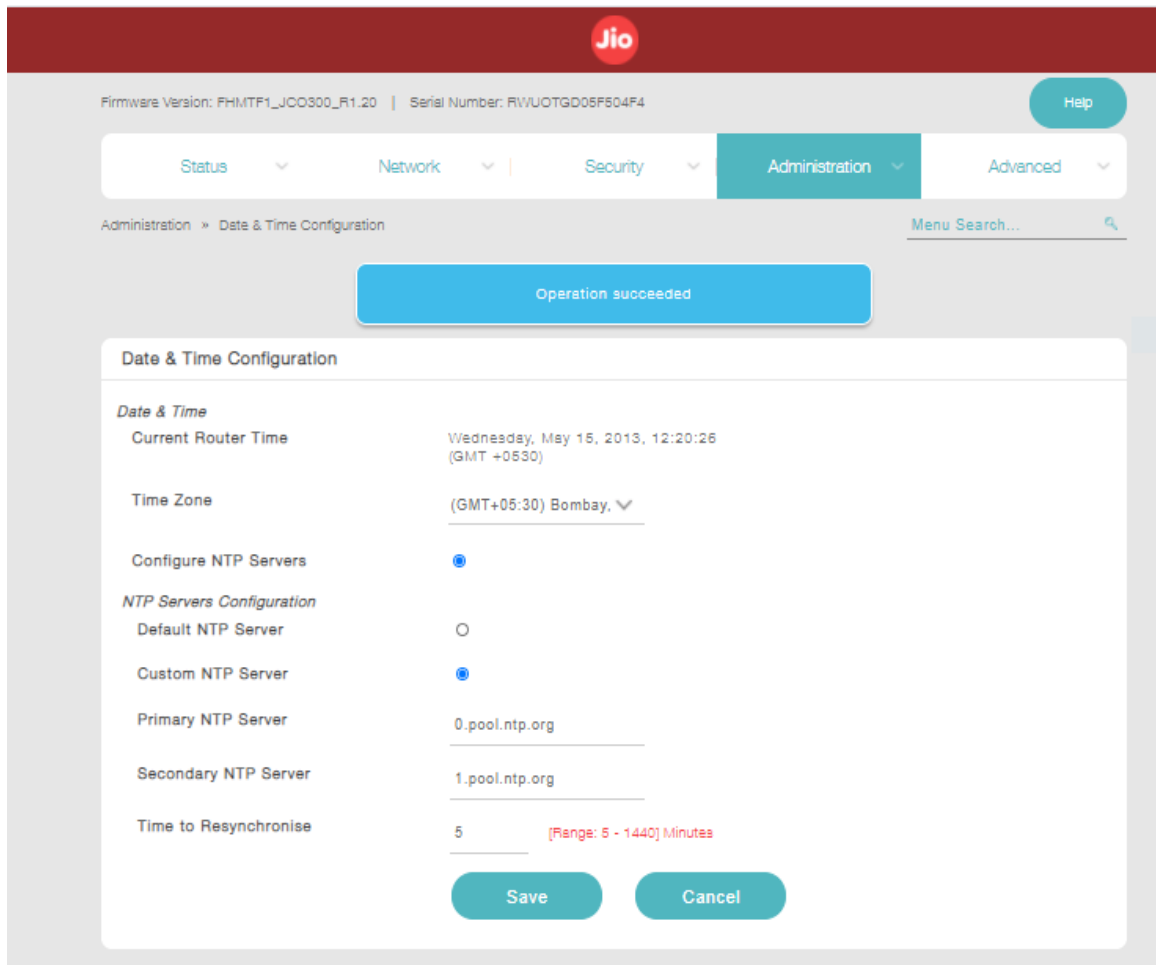 Jio
Firmware Version: FHMTF1_JCO300_R1.20 | Serial Number: RWUOTGD05F504F4
Help
Status Network Security Administration Advanced
Administration » Date & Time Configuration
Menu Search...
Operation succeeded
Date & Time Configuration
Date & Time
Current Router Time Wednesday, May 15, 2013, 12:20:26
(GMT +0530)
Time Zone (GMT+05:30) Bombay,
Configure NTP Servers
NTP Servers Configuration
Default NTP Server
Custom NTP Server
Primary NTP Server 0.pool.ntp.org
Secondary NTP Server 1.pool.ntp.org
Time to Resynchronise 5 [Range: 5 - 1440] Minutes
Save Cancel